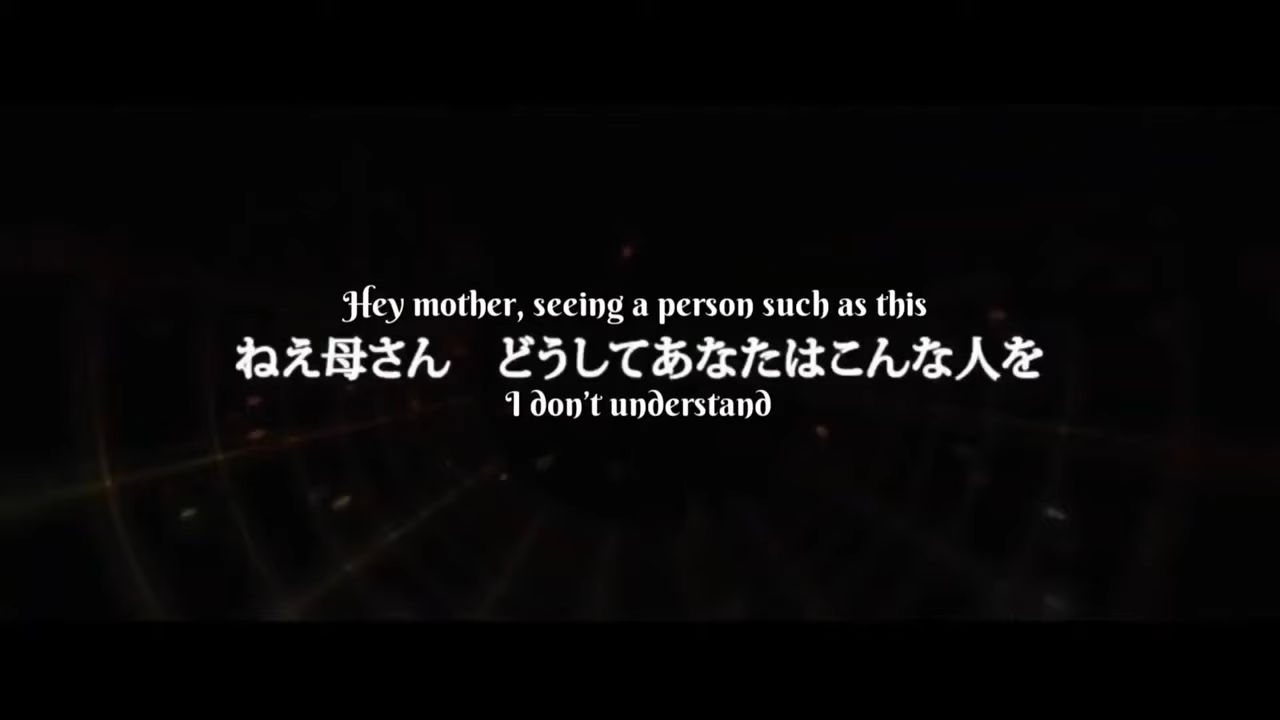 Hey mother, seeing a person such as this
ねえ母さん　どうしてあなたはこんな人を
I don't understand